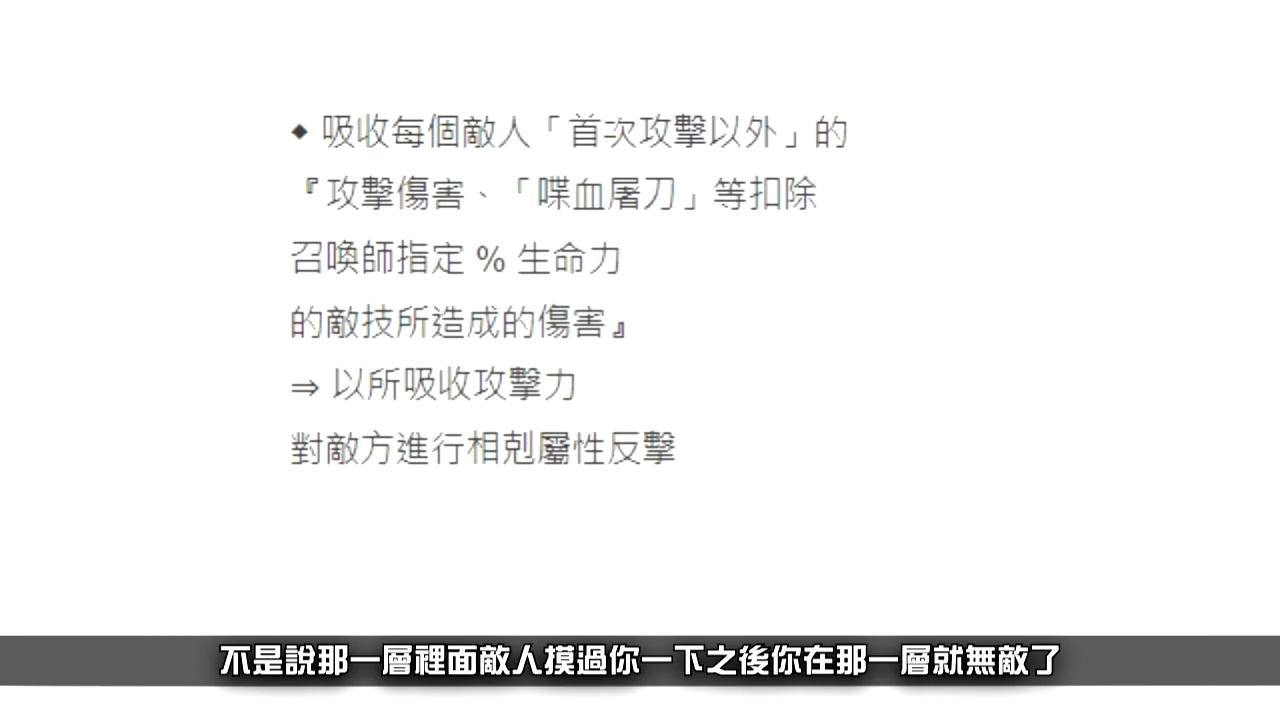 ◆ 吸收每個敵人「首次攻擊以外」的
『攻擊傷害、「喋血屠刀」等扣除
召喚師指定 % 生命力
的敵技所造成的傷害』
⇒ 以所吸收攻擊力
對敵方進行相剋屬性反擊
不是說那一層裡面敵人摸過你一下之後你在那一層就無敵了